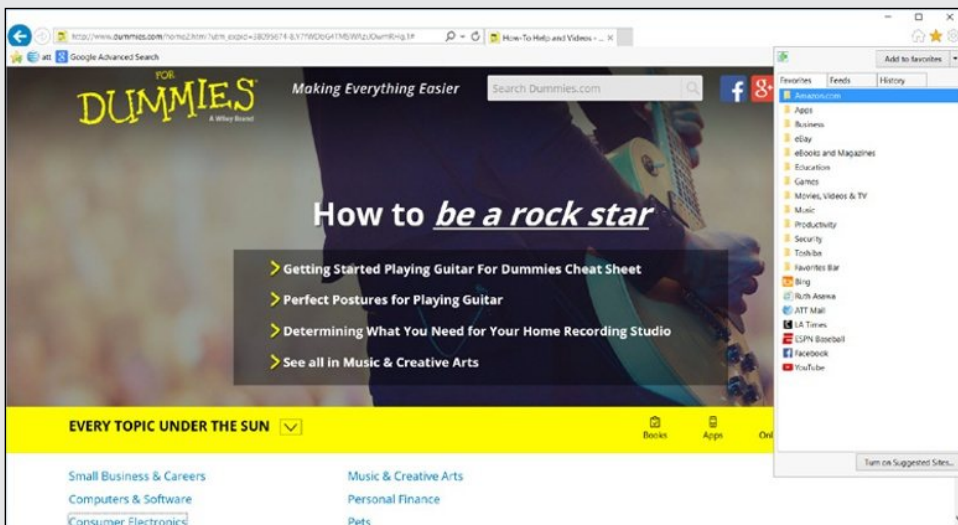 How-To Help and Videos - ...
att
Google Advanced Search
Add to favorites
Favorites
Feeds
History
FOR
DUMMIES
A Wiley Brand
Making Everything Easier
Search Dummies.com
How to be a rock star
Getting Started Playing Guitar For Dummies Cheat Sheet
Perfect Postures for Playing Guitar
Determining What You Need for Your Home Recording Studio
See all in Music & Creative Arts
EVERY TOPIC UNDER THE SUN
Books
Apps
Onl
Small Business & Careers
Music & Creative Arts
Computers & Software
Personal Finance
Consumer Electronics
Pets
Amazon.com
Apps
Business
eBay
eBooks and Magazines
Education
Games
Movies, Videos & TV
Music
Productivity
Security
Toshiba
Favorites Bar
Bing
Ruth Asawa
ATT Mail
LA Times
ESPN Baseball
Facebook
YouTube
Turn on Suggested Sites...